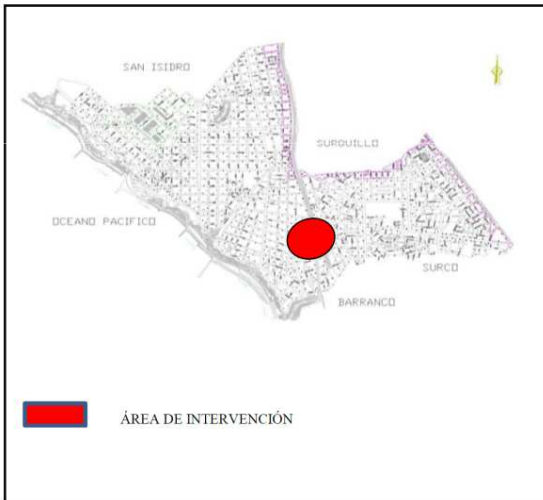 SAN ISIDRO
SURQUILLO
OCEANO PACIFICO
SURCO
BARRANCO
ÁREA DE INTERVENCIÓN